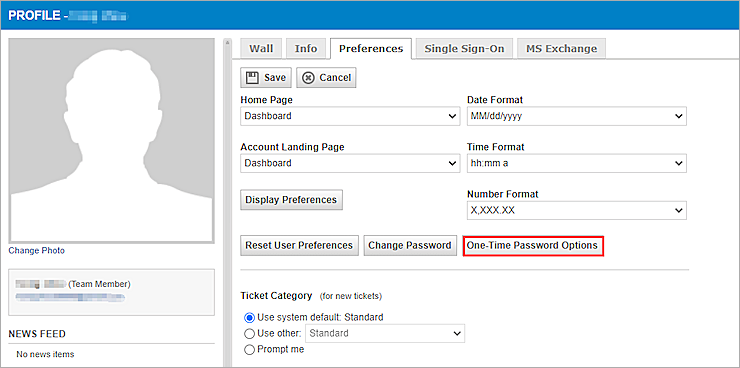 PROFILE -
Wall
Info
Preferences
Single Sign-On
MS Exchange
Save
Cancel
Home Page
Date Format
Dashboard
MM/dd/yyyy
Account Landing Page
Time Format
Dashboard
hh:mm a
Display Preferences
Number Format
X,XXX.XX
Reset User Preferences
Change Password
One-Time Password Options
Change Photo
(Team Member)
NEWS FEED
No news items
Ticket Category (for new tickets)
Use system default: Standard
Use other: Standard
Prompt me